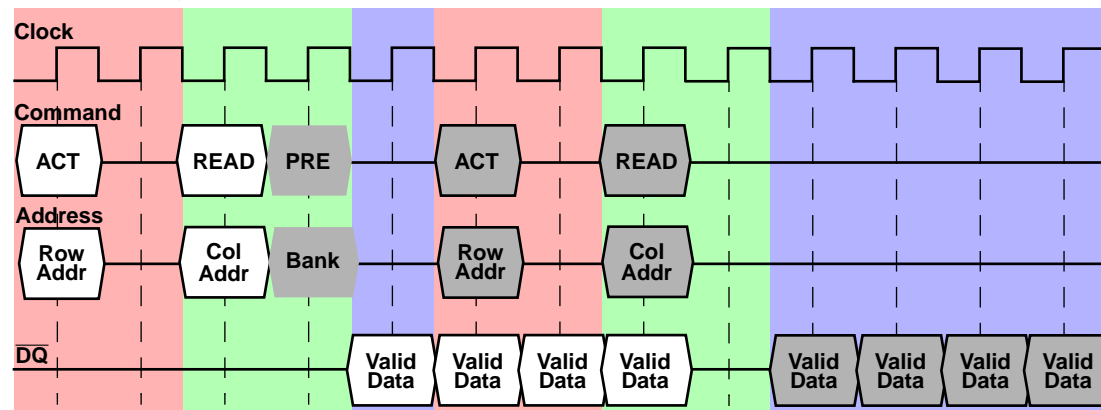 Clock
Command
ACT
READ
PRE
ACT
READ
Address
Row
Addr
Col
Addr
Bank
Row
Addr
Col
Addr
DQ
Valid
Data
Valid
Data
Valid
Data
Valid
Data
Valid
Data
Valid
Data
Valid
Data
Valid
Data